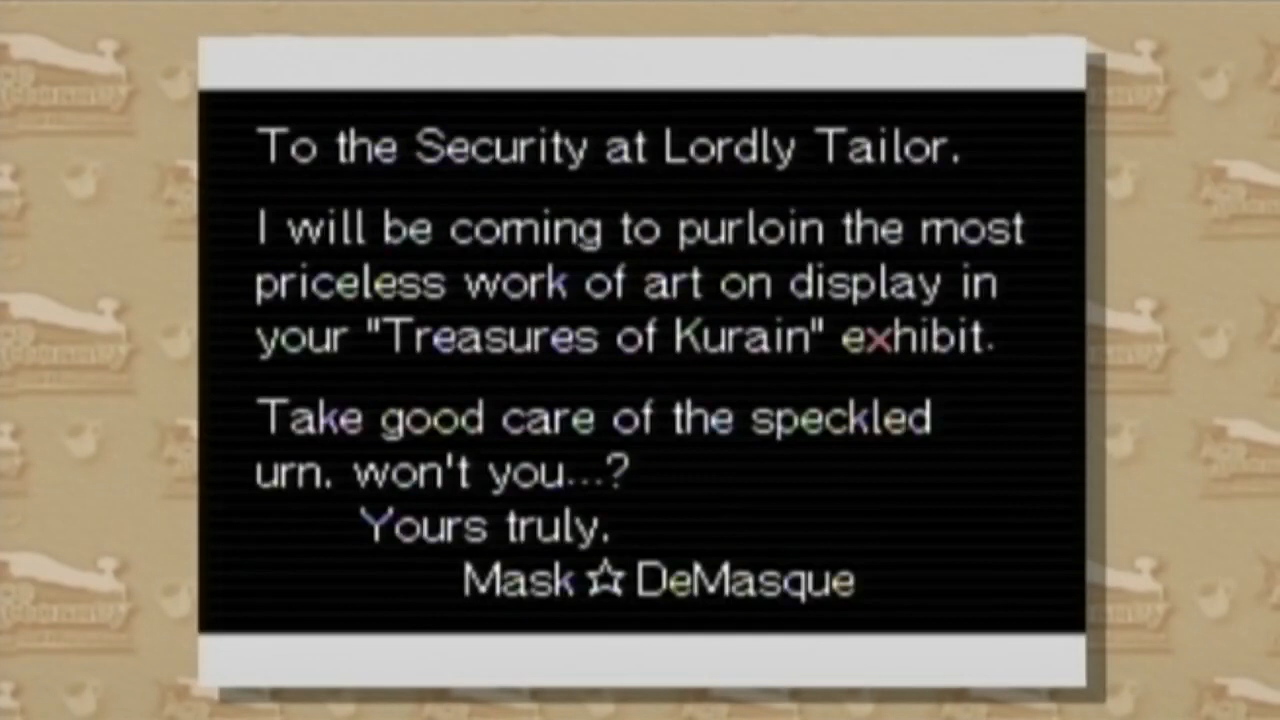 To the Security at Lordly Tailor.
I will be coming to purloin the most
priceless work of art on display in
your "Treasures of Kurain" exhibit.
Take good care of the speckled
urn. won't you...?
Yours truly.
Mask ☆ DeMasque